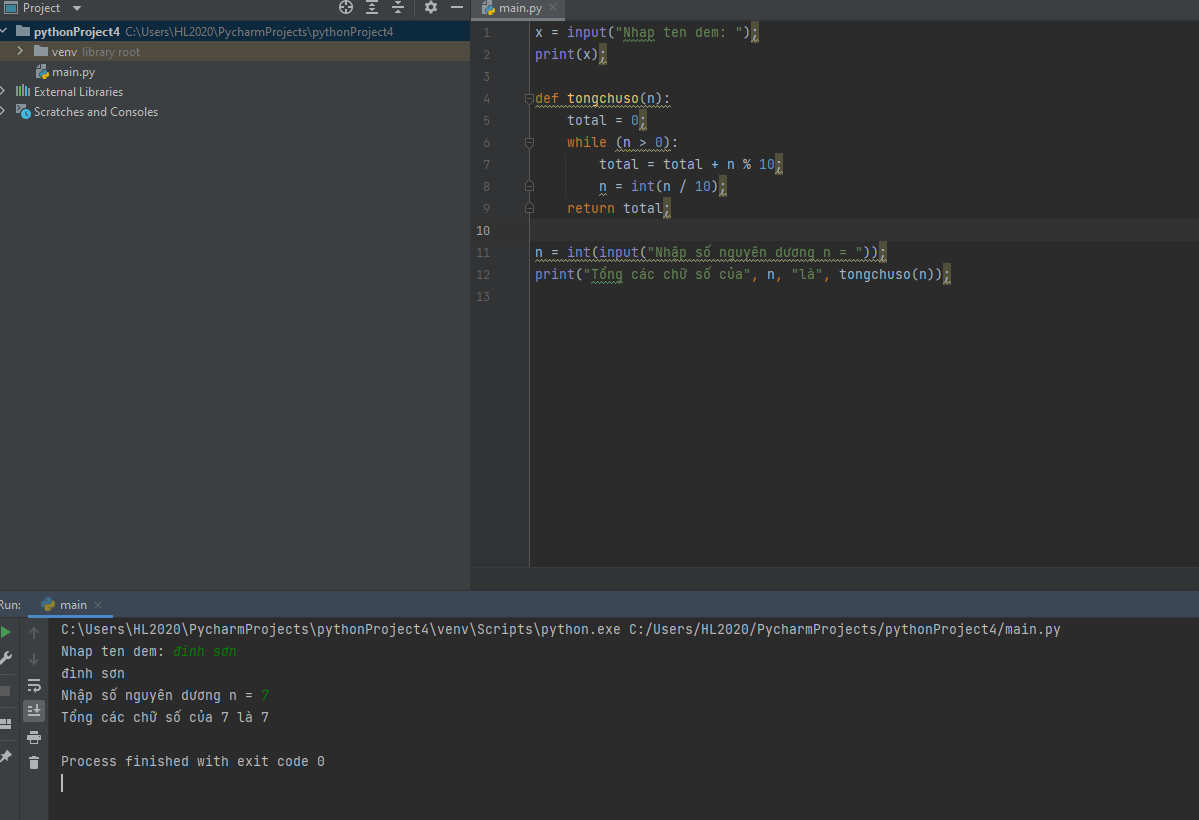 Project
pythonProject4 C:\Users\HL2020\PycharmProjects\pythonProject4
venv library root
main.py
External Libraries
Scratches and Consoles
main.py
1 x = input("Nhap ten dem: ");
2 print(x);
3
4 def tongchuso(n):
5 total = 0;
6 while (n > 0):
7 total = total + n % 10;
8 n = int(n / 10);
9 return total;
10
11 n = int(input("Nhập số nguyên dương n = "));
12 print("Tổng các chữ số của", n, "là", tongchuso(n));
13
Run: main
C:\Users\HL2020\PycharmProjects\pythonProject4\venv\Scripts\python.exe C:/Users/HL2020/PycharmProjects/pythonProject4/main.py
Nhap ten dem: đình sơn
đình sơn
Nhập số nguyên dương n = 7
Tổng các chữ số của 7 là 7
Process finished with exit code 0